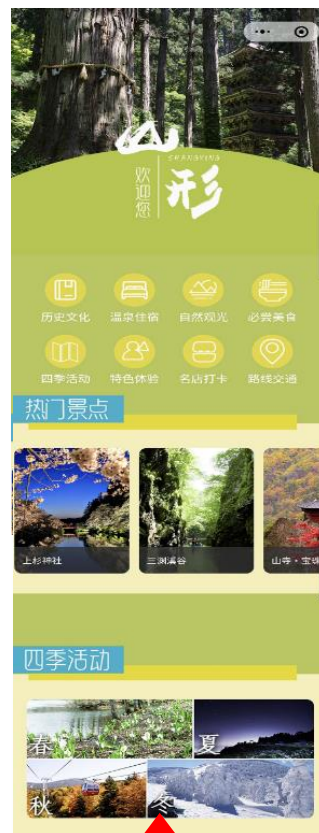 山形
SHANXING
欢迎您
历史文化 温泉住宿 自然观光 必尝美食
四季活动 特色体验 名店打卡 路线交通
热门景点
上杉神社 三渊溪谷 山寺·宝珠
四季活动
春 夏
秋 冬